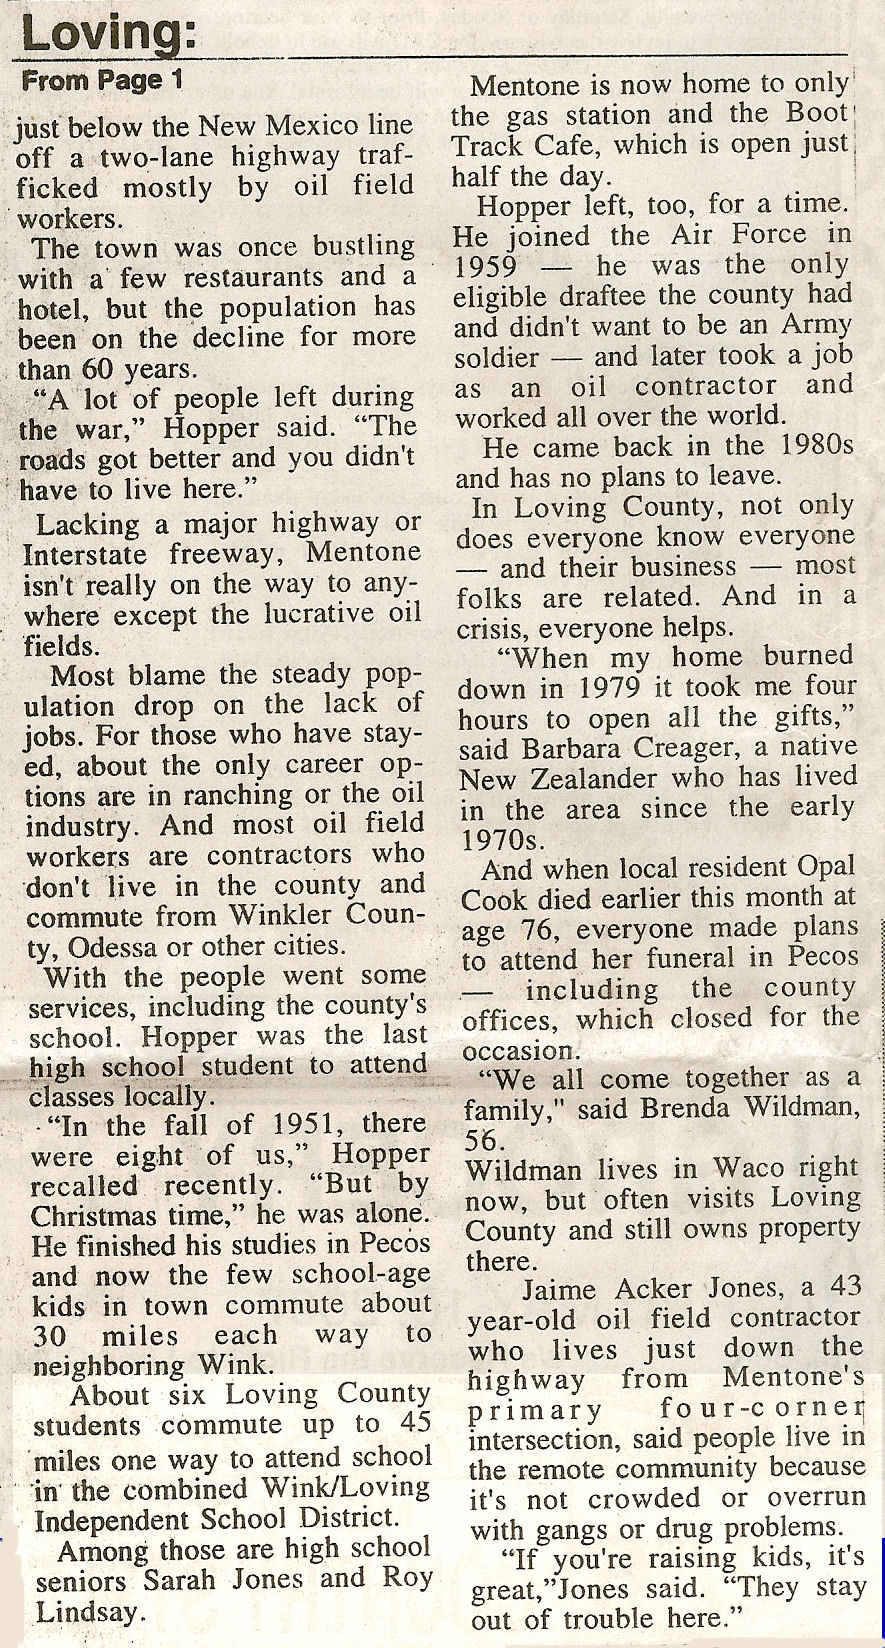 Loving:
From Page 1
just below the New Mexico line
off a two-lane highway traf-
ficked mostly by oil field
workers.
The town was once bustling
with a few restaurants and a
hotel, but the population has
been on the decline for more
than 60 years.
“A lot of people left during
the war,” Hopper said. “The
roads got better and you didn't
have to live here.”
Lacking a major highway or
Interstate freeway, Mentone
isn't really on the way to any-
where except the lucrative oil
fields.
Most blame the steady pop-
ulation drop on the lack of
jobs. For those who have stay-
ed, about the only career op-
tions are in ranching or the oil
industry. And most oil field
workers are contractors who
don't live in the county and
commute from Winkler Coun-
ty, Odessa or other cities.
With the people went some
services, including the county's
school. Hopper was the last
high school student to attend
classes locally.
“In the fall of 1951, there
were eight of us,” Hopper
recalled recently. “But by
Christmas time,” he was alone.
He finished his studies in Pecos
and now the few school-age
kids in town commute about
30 miles each way to
neighboring Wink.
About six Loving County
students commute up to 45
miles one way to attend school
in the combined Wink/Loving
Independent School District.
Among those are high school
seniors Sarah Jones and Roy
Lindsay.
Mentone is now home to only
the gas station and the Boot
Track Cafe, which is open just
half the day.
Hopper left, too, for a time.
He joined the Air Force in
1959 — he was the only
eligible draftee the county had
and didn't want to be an Army
soldier — and later took a job
as an oil contractor and
worked all over the world.
He came back in the 1980s
and has no plans to leave.
In Loving County, not only
does everyone know everyone
— and their business — most
folks are related. And in a
crisis, everyone helps.
“When my home burned
down in 1979 it took me four
hours to open all the gifts,”
said Barbara Creager, a native
New Zealander who has lived
in the area since the early
1970s.
And when local resident Opal
Cook died earlier this month at
age 76, everyone made plans
to attend her funeral in Pecos
— including the county
offices, which closed for the
occasion.
“We all come together as a
family," said Brenda Wildman,
56.
Wildman lives in Waco right
now, but often visits Loving
County and still owns property
there.
Jaime Acker Jones, a 43
year-old oil field contractor
who lives just down the
highway from Mentone's
primary four-corner
intersection, said people live in
the remote community because
it's not crowded or overrun
with gangs or drug problems.
“If you're raising kids, it's
great,”Jones said. “They stay
out of trouble here.”